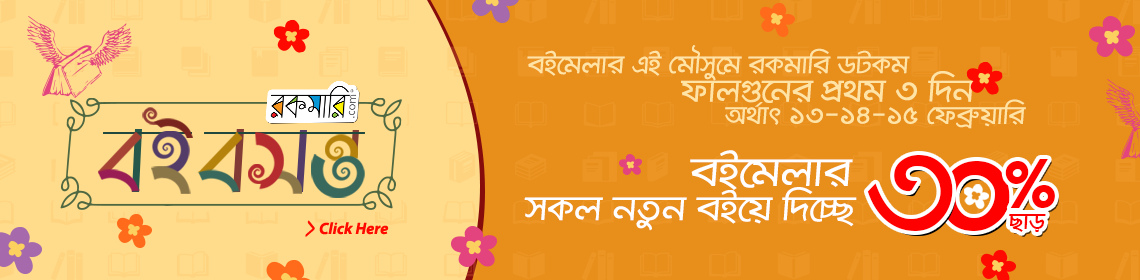 রকমারি.com
বইবসন্ত
Click Here
বইমেলার এই মৌসুমে রকমারি ডটকম
ফালগুনের প্রথম ৩ দিন
অর্থাৎ ১৩-১৪-১৫ ফেব্রুয়ারি
বইমেলার
সকল নতুন বইয়ে দিচ্ছে
৩০%
ছাড়